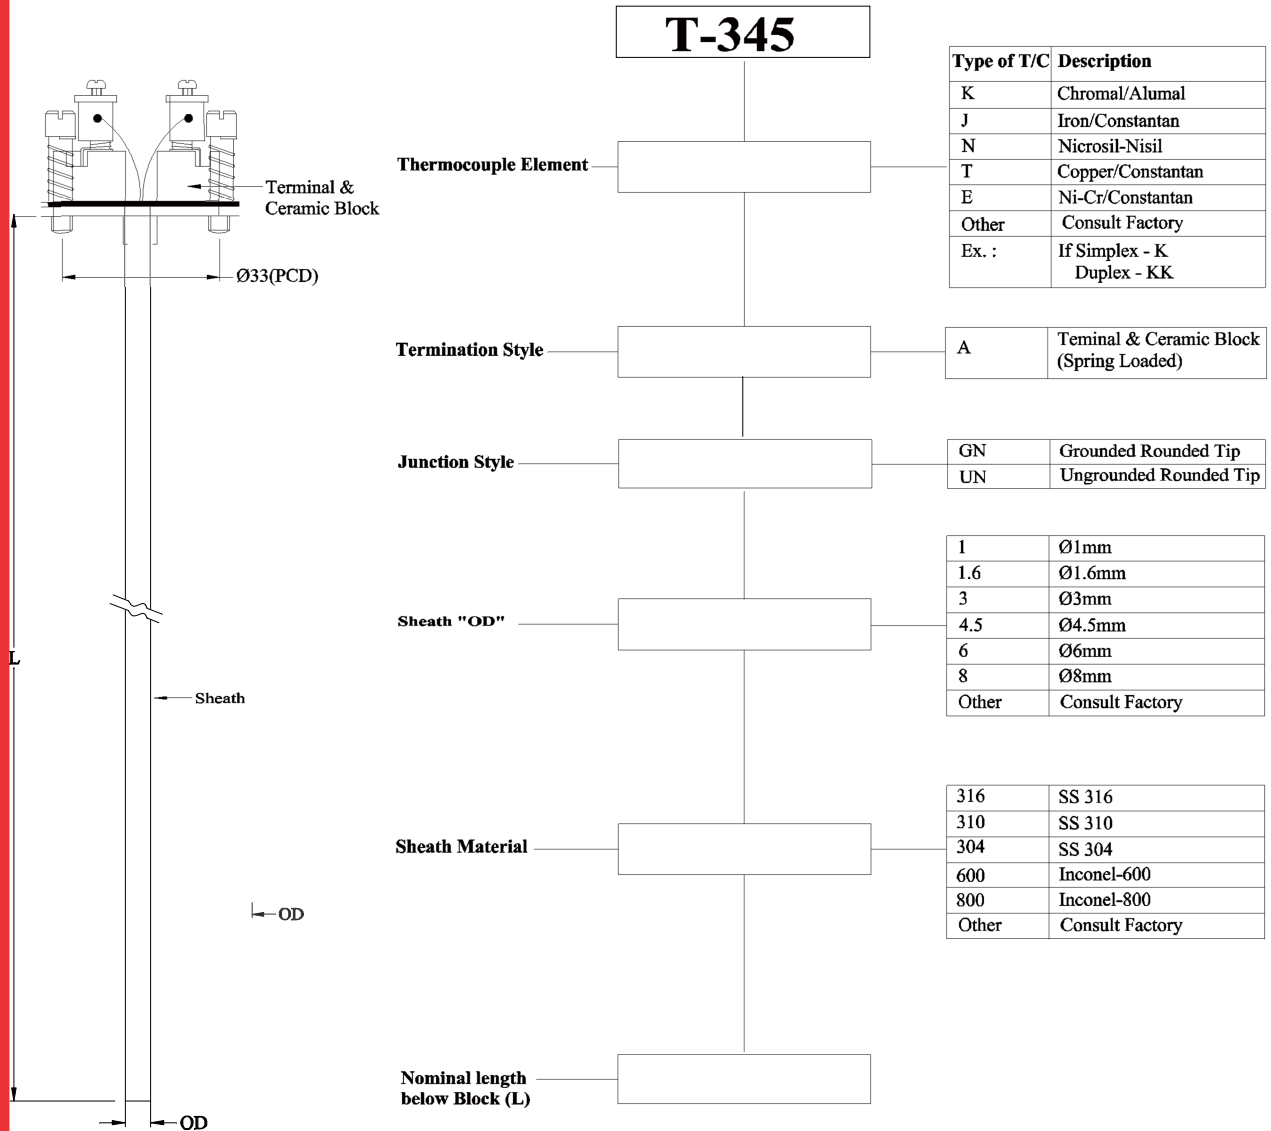 T-345
Type of T/C Description
K Chromal/Alumal
J Iron/Constantan
N Nicrosil-Nisil
T Copper/Constantan
E Ni-Cr/Constantan
Other Consult Factory
Ex. : If Simplex - K
Duplex - KK
Thermocouple Element
Terminal &
Ceramic Block
Ø33(PCD)
Termination Style
A Teminal & Ceramic Block
(Spring Loaded)
Junction Style
GN Grounded Rounded Tip
UN Ungrounded Rounded Tip
Sheath "OD"
1 Ø1mm
1.6 Ø1.6mm
3 Ø3mm
4.5 Ø4.5mm
6 Ø6mm
8 Ø8mm
Other Consult Factory
L
Sheath
Sheath Material
316 SS 316
310 SS 310
304 SS 304
600 Inconel-600
800 Inconel-800
Other Consult Factory
OD
Nominal length
below Block (L)
OD